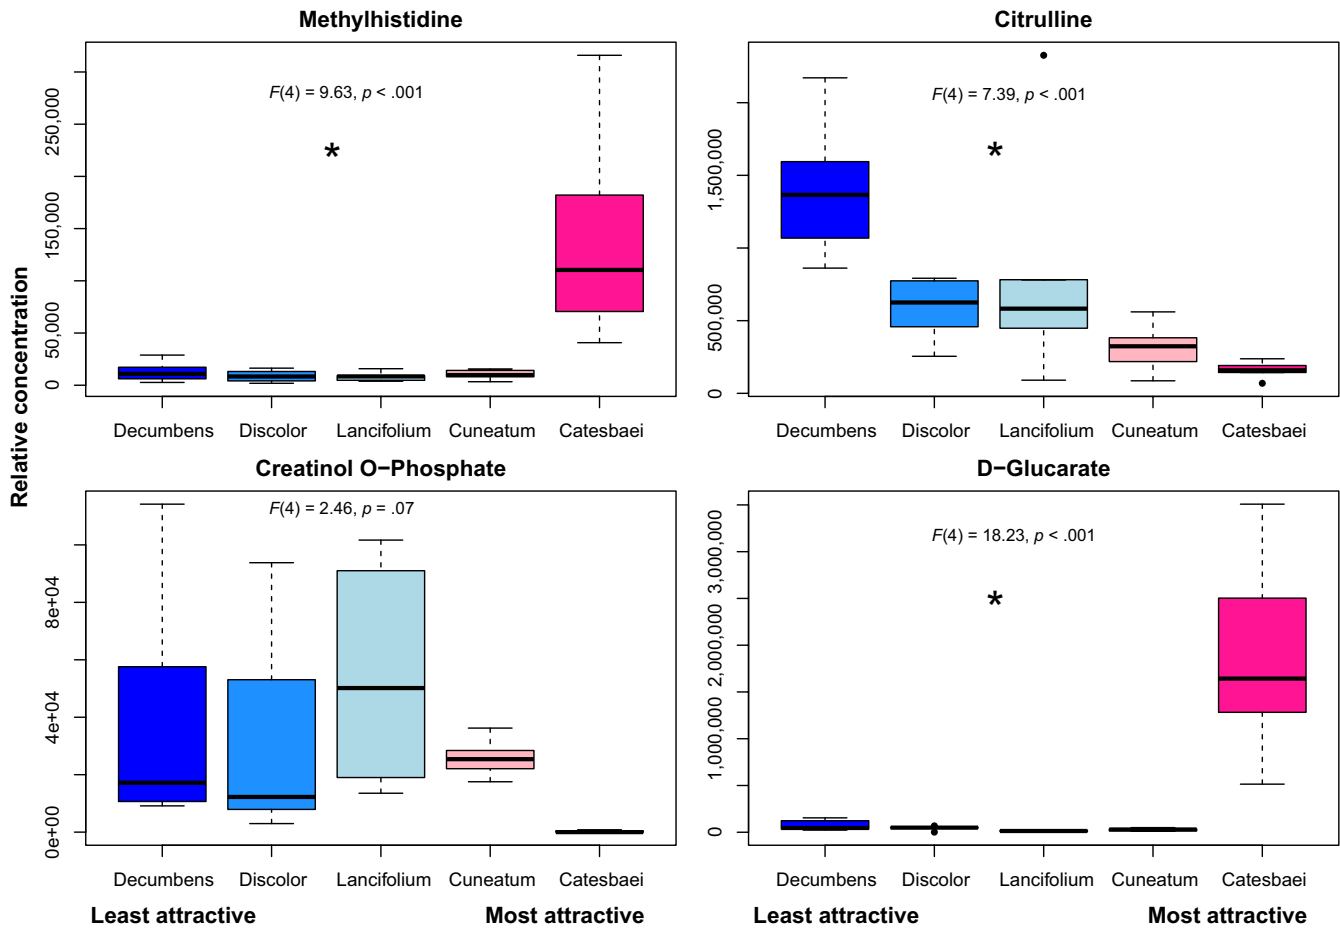 Methylhistidine
Citrulline
F(4) = 9.63, p < .001
F(4) = 7.39, p < .001
*
*
250,000
150,000
50,000
0
1,500,000
500,000
0
Relative concentration
Decumbens Discolor Lancifolium Cuneatum Catesbaei
Decumbens Discolor Lancifolium Cuneatum Catesbaei
Creatinol O−Phosphate
D−Glucarate
F(4) = 2.46, p = .07
F(4) = 18.23, p < .001
*
8e+04
4e+04
0e+00
3,000,000
2,000,000
1,000,000
0
Decumbens Discolor Lancifolium Cuneatum Catesbaei
Decumbens Discolor Lancifolium Cuneatum Catesbaei
Least attractive Most attractive
Least attractive Most attractive